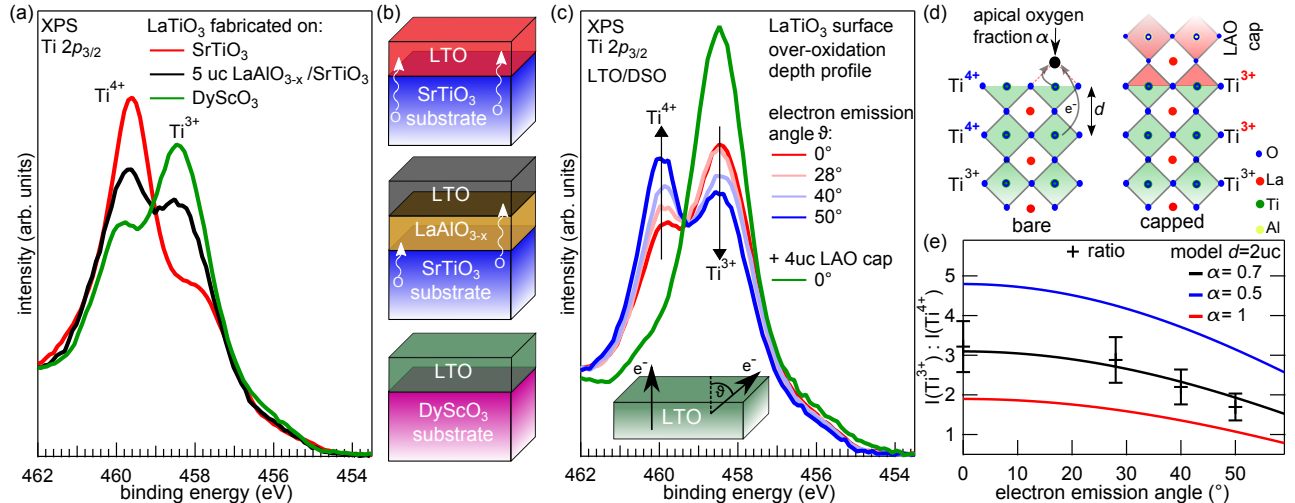 (a)
XPS
Ti 2p3/2
LaTiO3 fabricated on:
SrTiO3
5 uc LaAlO3-x /SrTiO3
DyScO3
Ti4+
Ti3+
intensity (arb. units)
462 460 458 456 454
binding energy (eV)
(b)
LTO
O O
SrTiO3
substrate
LTO
LaAlO3-x
O O
SrTiO3
substrate
LTO
DyScO3
substrate
(c)
XPS
Ti 2p3/2
LTO/DSO
LaTiO3 surface
over-oxidation
depth profile
electron emission
angle ϑ:
0°
28°
40°
50°
+ 4uc LAO cap
0°
Ti4+
Ti3+
e-
e-
ϑ
LTO
intensity (arb. units)
462 460 458 456 454
binding energy (eV)
(d)
apical oxygen
fraction α
Ti4+
Ti4+
Ti3+
e-
d
bare
LAO
cap
Ti3+
Ti3+
Ti3+
capped
O
La
Ti
Al
(e)
ratio
model d=2uc
α= 0.7
α= 0.5
α= 1
I(Ti3+) : I(Ti4+)
5
4
3
2
1
0 10 20 30 40 50
electron emission angle (°)